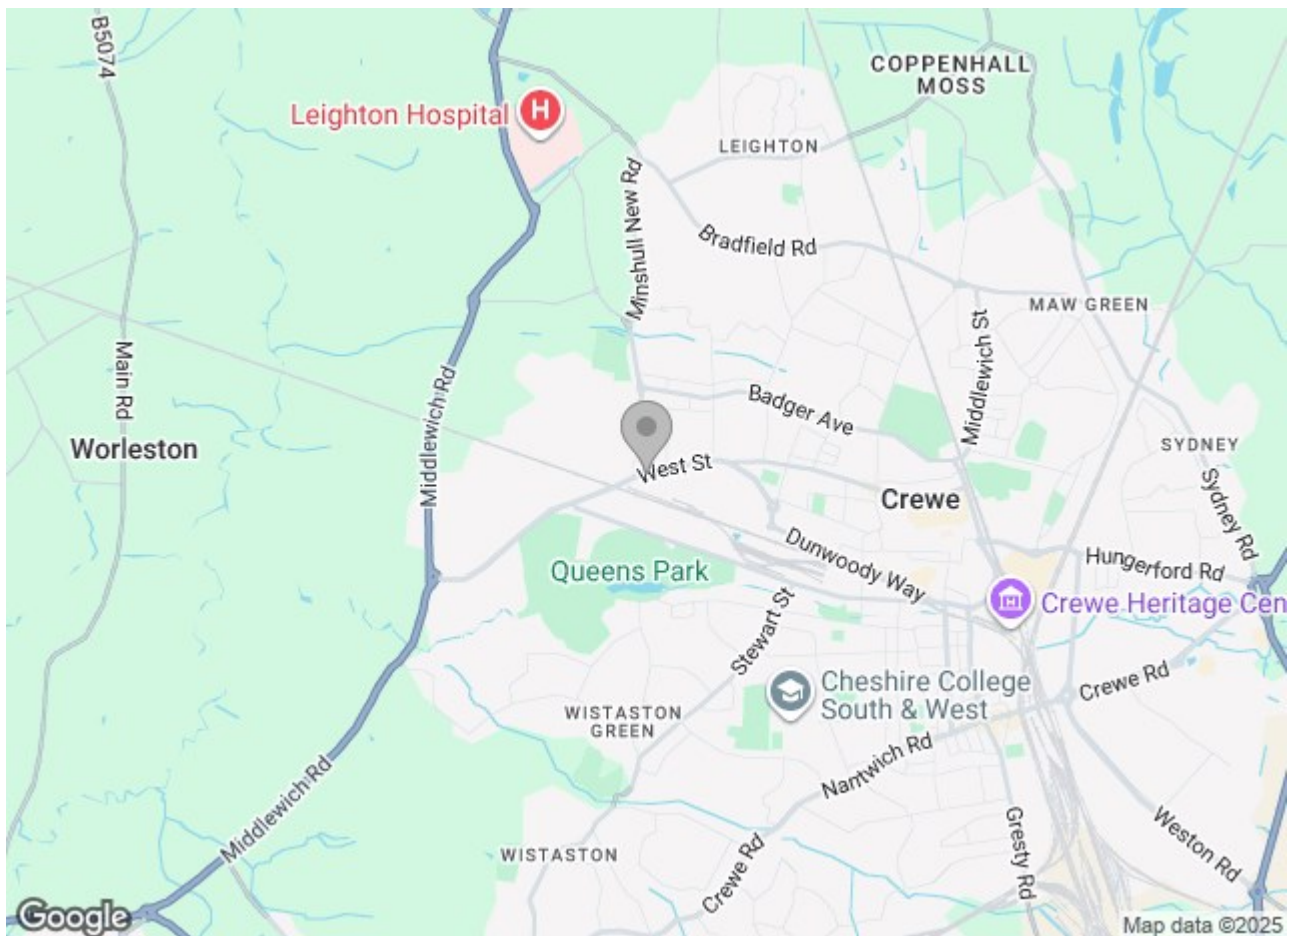 B5074
COPPENHALL
MOSS
Leighton Hospital
H
LEIGHTON
Minshull New Rd
Bradfield Rd
MAW GREEN
Middlewich St
Main Rd
Middlewich Rd
Badger Ave
Worleston
West St
SYDNEY
Sydney Rd
Crewe
Dunwoody Way
Queens Park
Hungerford Rd
Crewe Heritage Cen
Stewart St
Cheshire College
South & West
Crewe Rd
WISTASTON
GREEN
Nantwich Rd
Middlewich Rd
Gresty Rd
Weston Rd
WISTASTON
Crewe Rd
Google
Map data ©2025